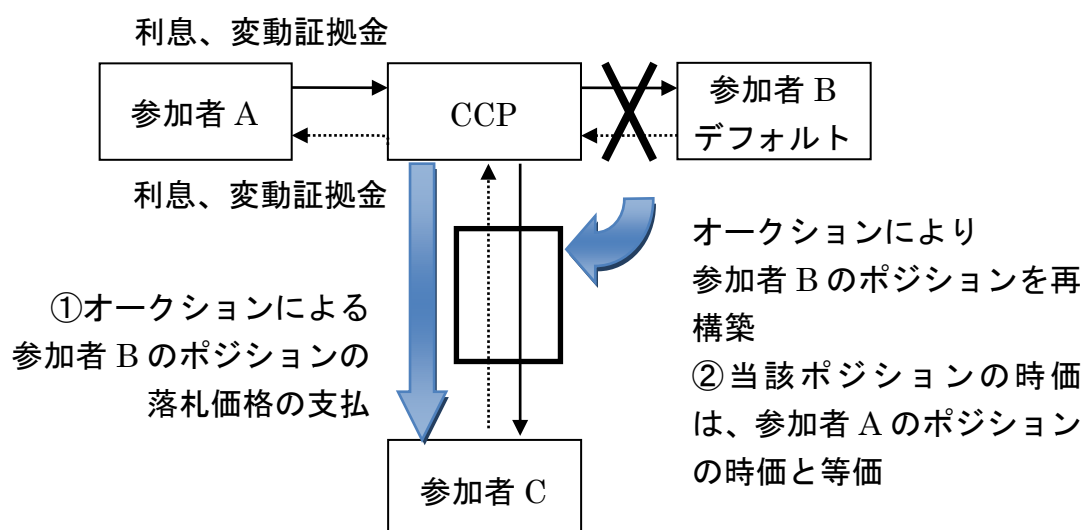 利息、変動証拠金
参加者 A
CCP
参加者 B
デフォルト
利息、変動証拠金
①オークションによる
参加者 B のポジションの
落札価格の支払
オークションにより
参加者 B のポジションを再
構築
②当該ポジションの時価
は、参加者 A のポジション
の時価と等価
参加者 C